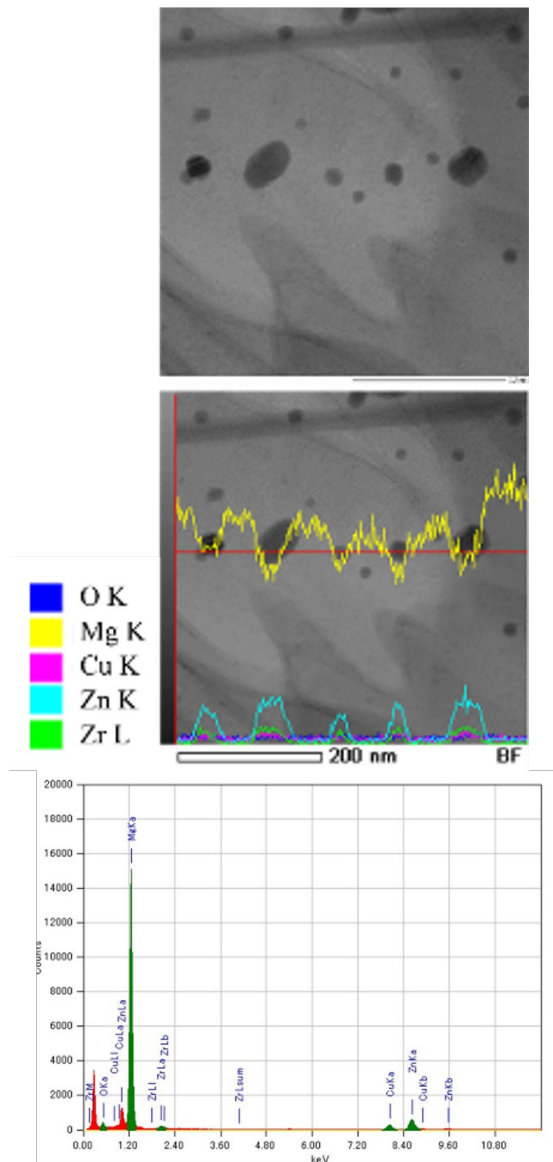 O K
Mg K
Cu K
Zn K
Zr L
200 nm
BF
20000
18000
16000
14000
12000
10000
8000
6000
4000
2000
0
Counts
ZrM
OKa
CuLl
CuLa
ZnLa
MgKa
ZrLl
ZrLa
ZrLb
ZrLsum
CuKa
ZnKa
CuKb
ZnKb
0.00 1.20 2.40 3.60 4.80 6.00 7.20 8.40 9.60 10.80
keV